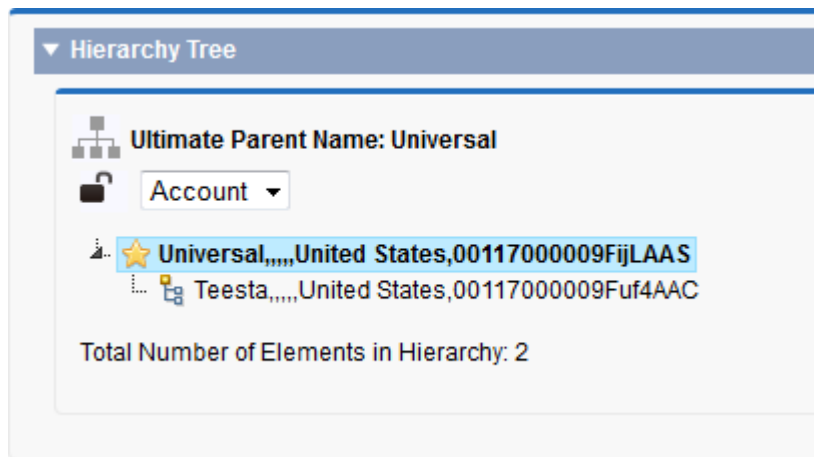 Hierarchy Tree
Ultimate Parent Name: Universal
Account
Universal,,,,,United States,00117000009FijLAAS
Teesta,,,,,United States,00117000009Fuf4AAC
Total Number of Elements in Hierarchy: 2